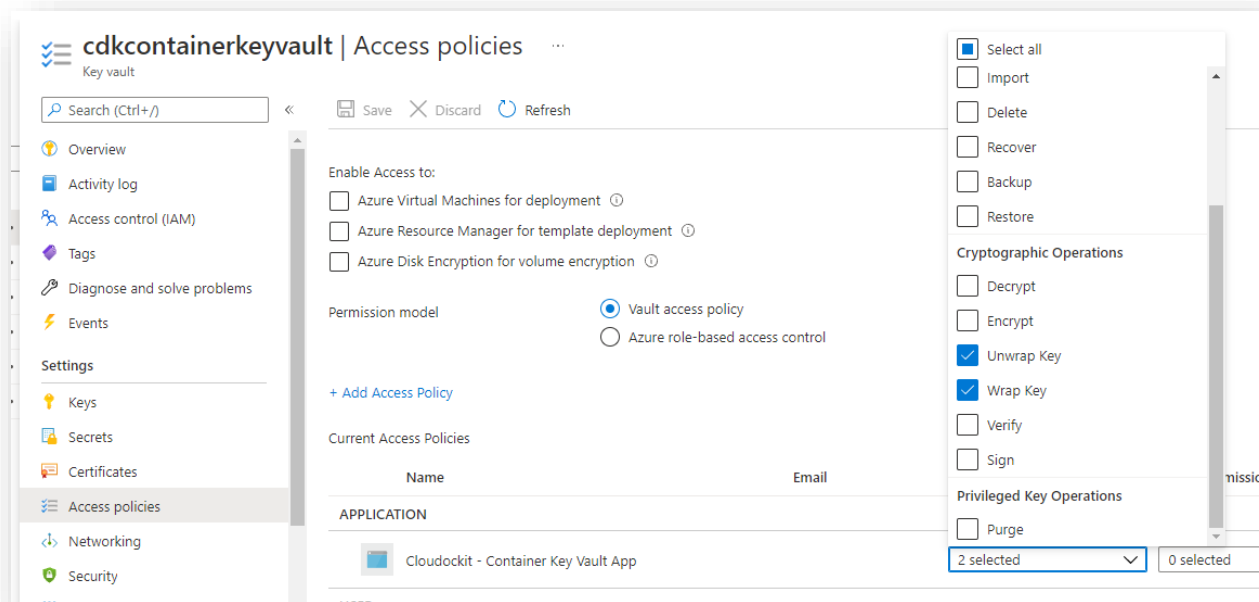 cdkcontainerkeyvault | Access policies ...
Key vault
Search (Ctrl+/)
«
Overview
Activity log
Access control (IAM)
Tags
Diagnose and solve problems
Events
Settings
Keys
Secrets
Certificates
Access policies
Networking
Security
Save Discard Refresh
Enable Access to:
Azure Virtual Machines for deployment
Azure Resource Manager for template deployment
Azure Disk Encryption for volume encryption
Permission model
Vault access policy
Azure role-based access control
+ Add Access Policy
Current Access Policies
Name Email
APPLICATION
Cloudockit - Container Key Vault App
Select all
Import
Delete
Recover
Backup
Restore
Cryptographic Operations
Decrypt
Encrypt
Unwrap Key
Wrap Key
Verify
Sign
Privileged Key Operations
Purge
2 selected
0 selected